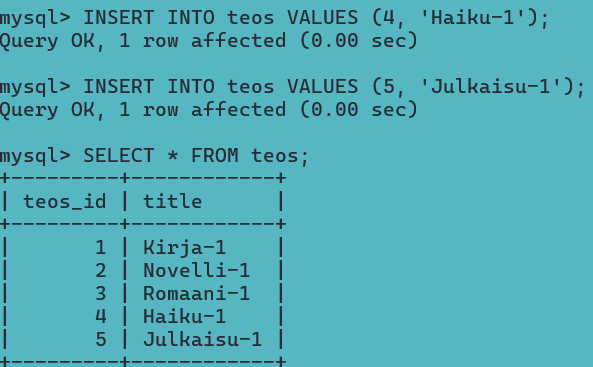 mysql> INSERT INTO teos VALUES (4, 'Haiku-1');
Query OK, 1 row affected (0.00 sec)
mysql> INSERT INTO teos VALUES (5, 'Julkaisu-1');
Query OK, 1 row affected (0.00 sec)
mysql> SELECT * FROM teos;
+---------+------------+
| teos_id | title      |
+---------+------------+
|       1 | Kirja-1    |
|       2 | Novelli-1  |
|       3 | Romaani-1  |
|       4 | Haiku-1    |
|       5 | Julkaisu-1 |
+---------+------------+